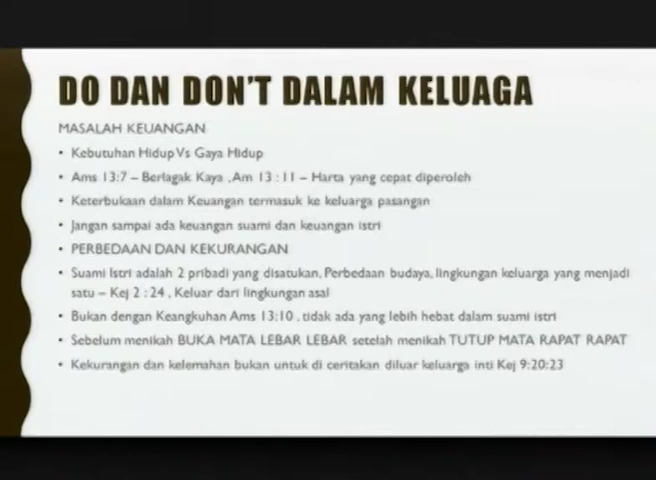 DO DAN DON'T DALAM KELUAGA
MASALAH KEUANGAN
• Kebutuhan Hidup Vs Gaya Hidup
• Ams 13:7 – Berlagak Kaya , Am 13 : 11 – Harta yang cepat diperoleh
• Keterbukaan dalam Keuangan termasuk ke keluarga pasangan
• Jangan sampai ada keuangan suami dan keuangan istri
• PERBEDAAN DAN KEKURANGAN
• Suami Istri adalah 2 pribadi yang disatukan, Perbedaan budaya, lingkungan keluarga yang menjadi
satu – Kej 2 : 24 , Keluar dari lingkungan asal
• Bukan dengan Keangkuhan Ams 13:10 , tidak ada yang lebih hebat dalam suami istri
• Sebelum menikah BUKA MATA LEBAR LEBAR setelah menikah TUTUP MATA RAPAT RAPAT
• Kekurangan dan kelemahan bukan untuk di ceritakan diluar keluarga inti Kej 9:20:23